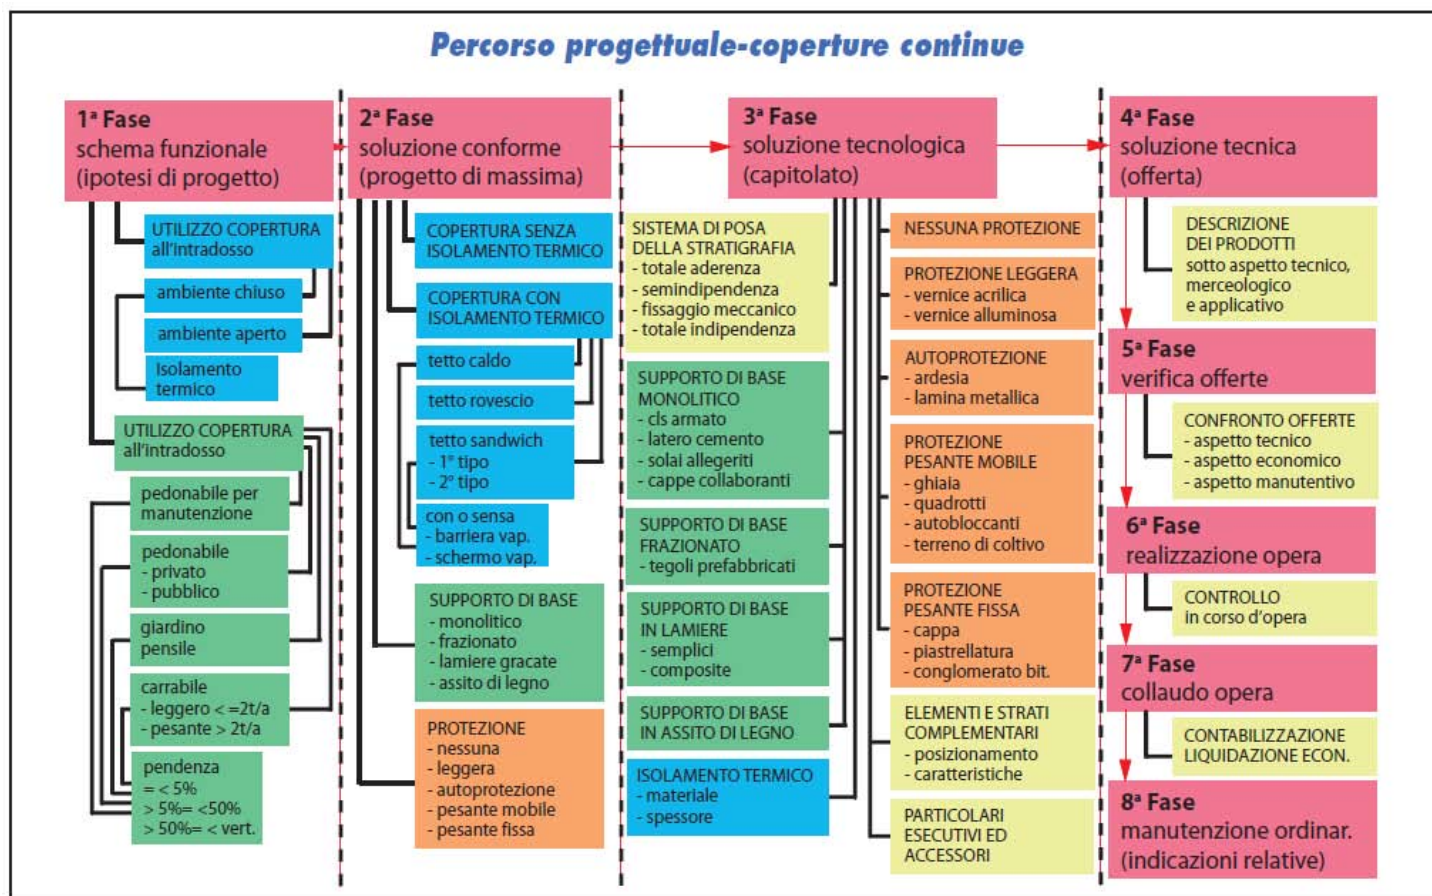 Percorso progettuale-coperture continue
1ª Fase
schema funzionale
(ipotesi di progetto)
UTILIZZO COPERTURA
all'intradosso
ambiente chiuso
ambiente aperto
Isolamento
termico
UTILIZZO COPERTURA
all'intradosso
pedonabile per
manutenzione
pedonabile
- privato
- pubblico
giardino
pensile
carrabile
- leggero < =2t/a
- pesante > 2t/a
pendenza
= < 5%
> 5%= <50%
> 50%= < vert.
2ª Fase
soluzione conforme
(progetto di massima)
COPERTURA SENZA
ISOLAMENTO TERMICO
COPERTURA CON
ISOLAMENTO TERMICO
tetto caldo
tetto rovescio
tetto sandwich
- 1° tipo
- 2° tipo
con o sensa
- barriera vap.
- schermo vap.
SUPPORTO DI BASE
- monolitico
- frazionato
- lamiere gracate
- assito di legno
PROTEZIONE
- nessuna
- leggera
- autoprotezione
- pesante mobile
- pesante fissa
3ª Fase
soluzione tecnologica
(capitolato)
SISTEMA DI POSA
DELLA STRATIGRAFIA
- totale aderenza
- semindipendenza
- fissaggio meccanico
- totale indipendenza
SUPPORTO DI BASE
MONOLITICO
- cls armato
- latero cemento
- solai allegeriti
- cappe collaboranti
SUPPORTO DI BASE
FRAZIONATO
- tegoli prefabbricati
SUPPORTO DI BASE
IN LAMIERE
- semplici
- composite
SUPPORTO DI BASE
IN ASSITO DI LEGNO
ISOLAMENTO TERMICO
- materiale
- spessore
NESSUNA PROTEZIONE
PROTEZIONE LEGGERA
- vernice acrilica
- vernice alluminosa
AUTOPROTEZIONE
- ardesia
- lamina metallica
PROTEZIONE
PESANTE MOBILE
- ghiaia
- quadrotti
- autobloccanti
- terreno di coltivo
PROTEZIONE
PESANTE FISSA
- cappa
- piastrellatura
- conglomerato bit.
ELEMENTI E STRATI
COMPLEMENTARI
- posizionamento
- caratteristiche
PARTICOLARI
ESECUTIVI ED
ACCESSORI
4ª Fase
soluzione tecnica
(offerta)
DESCRIZIONE
DEI PRODOTTI
sotto aspetto tecnico,
merceologico
e applicativo
5ª Fase
verifica offerte
CONFRONTO OFFERTE
- aspetto tecnico
- aspetto economico
- aspetto manutentivo
6ª Fase
realizzazione opera
CONTROLLO
in corso d'opera
7ª Fase
collaudo opera
CONTABILIZZAZIONE
LIQUIDAZIONE ECON.
8ª Fase
manutenzione ordinar.
(indicazioni relative)